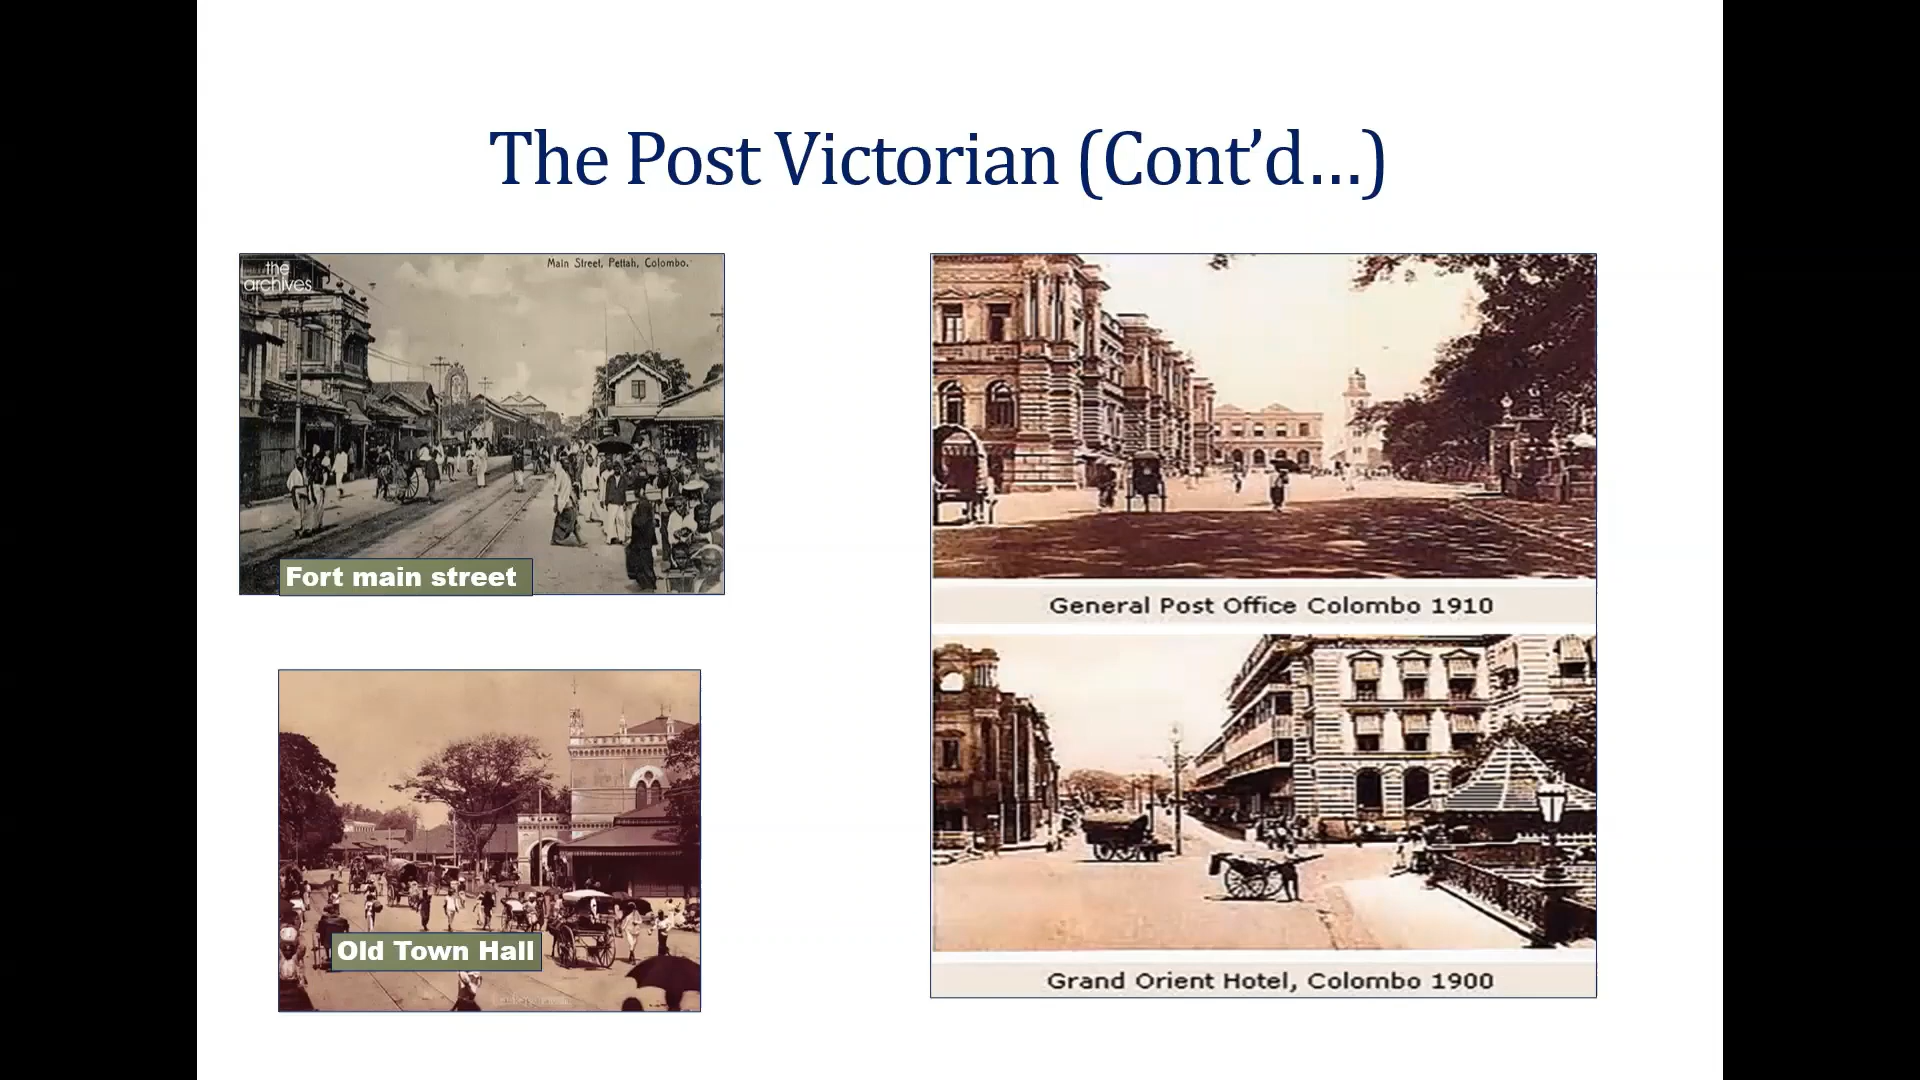 The Post Victorian (Cont’d…)
the
archives
Main Street, Pettah, Colombo.
Fort main street
Old Town Hall
General Post Office Colombo 1910
Grand Orient Hotel, Colombo 1900